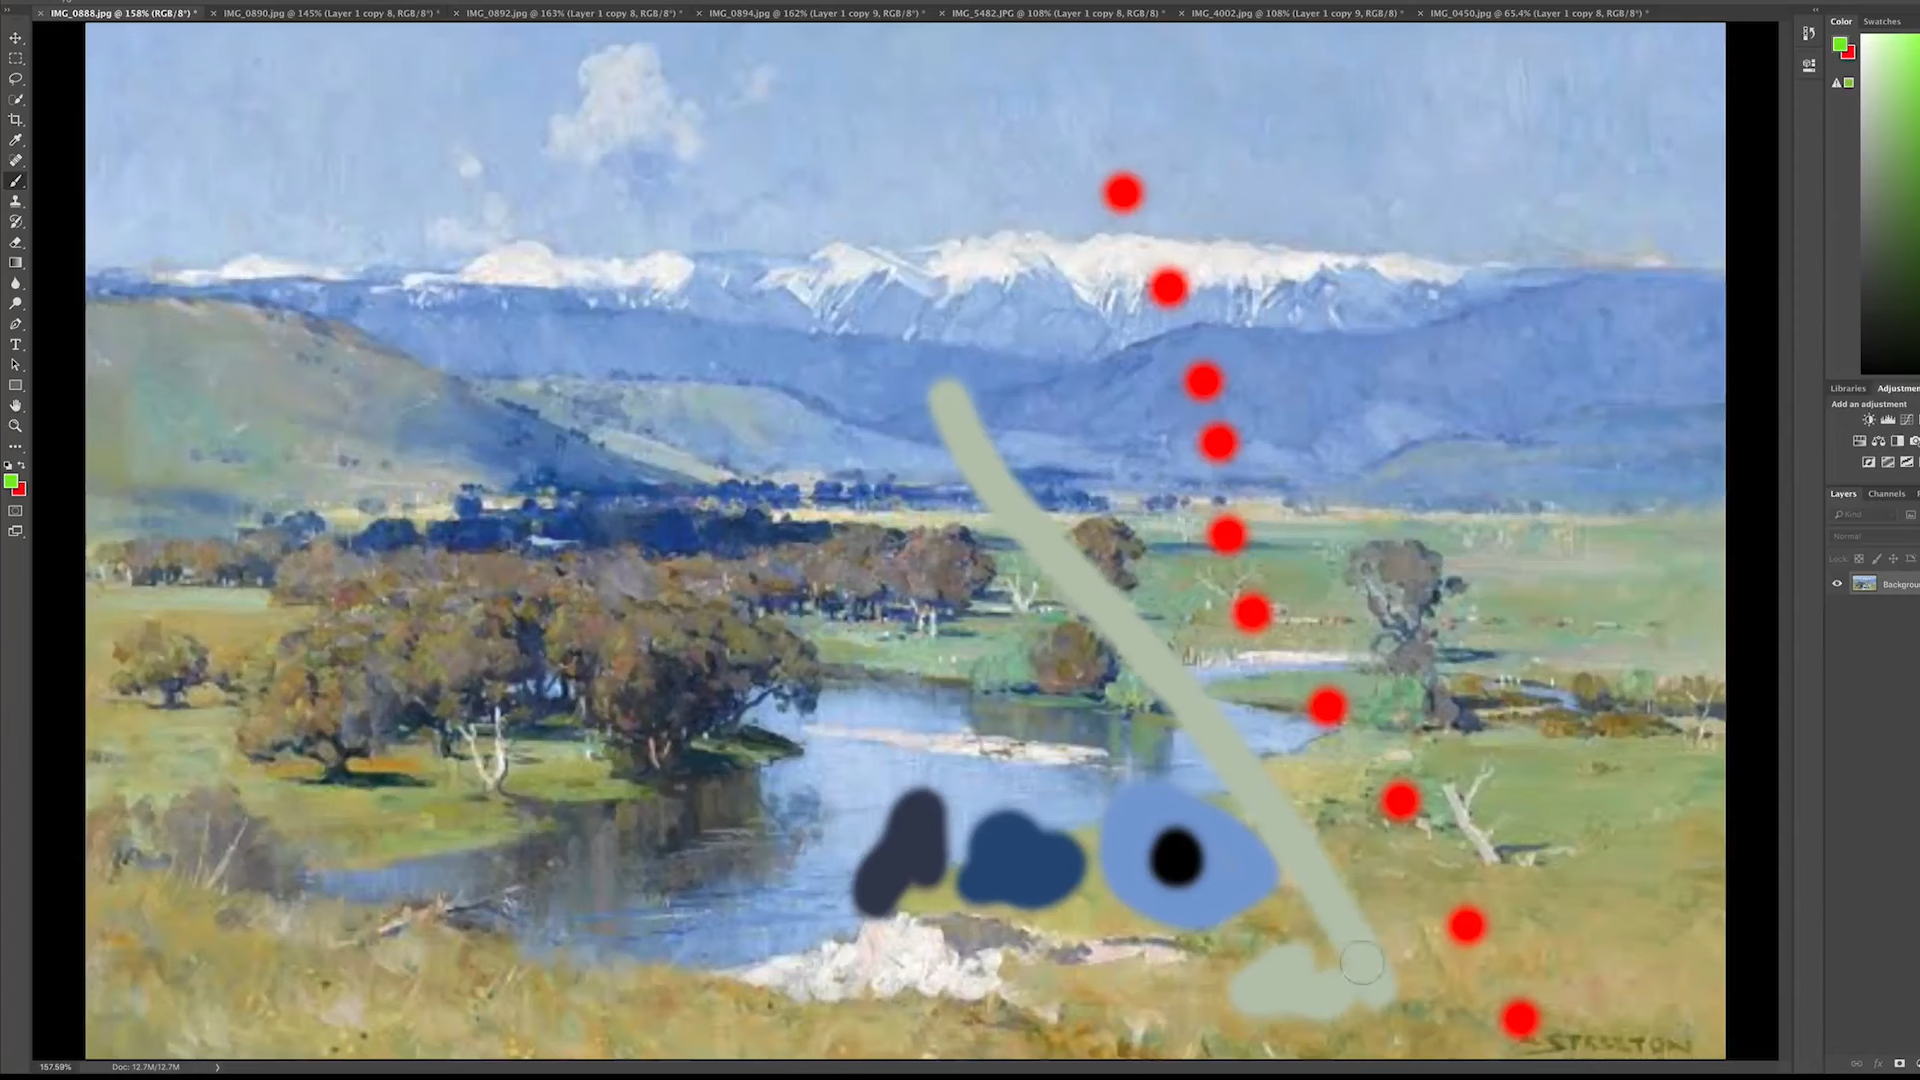 IMG_0888.jpg @ 158% (RGB/8*) *
IMG_0890.jpg @ 145% (Layer 1 copy 8, RGB/8*) *
IMG_0892.jpg @ 163% (Layer 1 copy 8, RGB/8*) *
IMG_0894.jpg @ 162% (Layer 1 copy 9, RGB/8*) *
IMG_5482.JPG @ 108% (Layer 1 copy 8, RGB/8) *
IMG_4002.jpg @ 108% (Layer 1 copy 9, RGB/8) *
IMG_0450.jpg @ 65.4% (Layer 1 copy 8, RGB/8*) *
Color
Swatches
Libraries
Adjustmen
Add an adjustment
Layers
Channels
Kind
Normal
Lock:
Backgrou
STREETON
157.59%
Doc: 12.7M/12.7M
fx